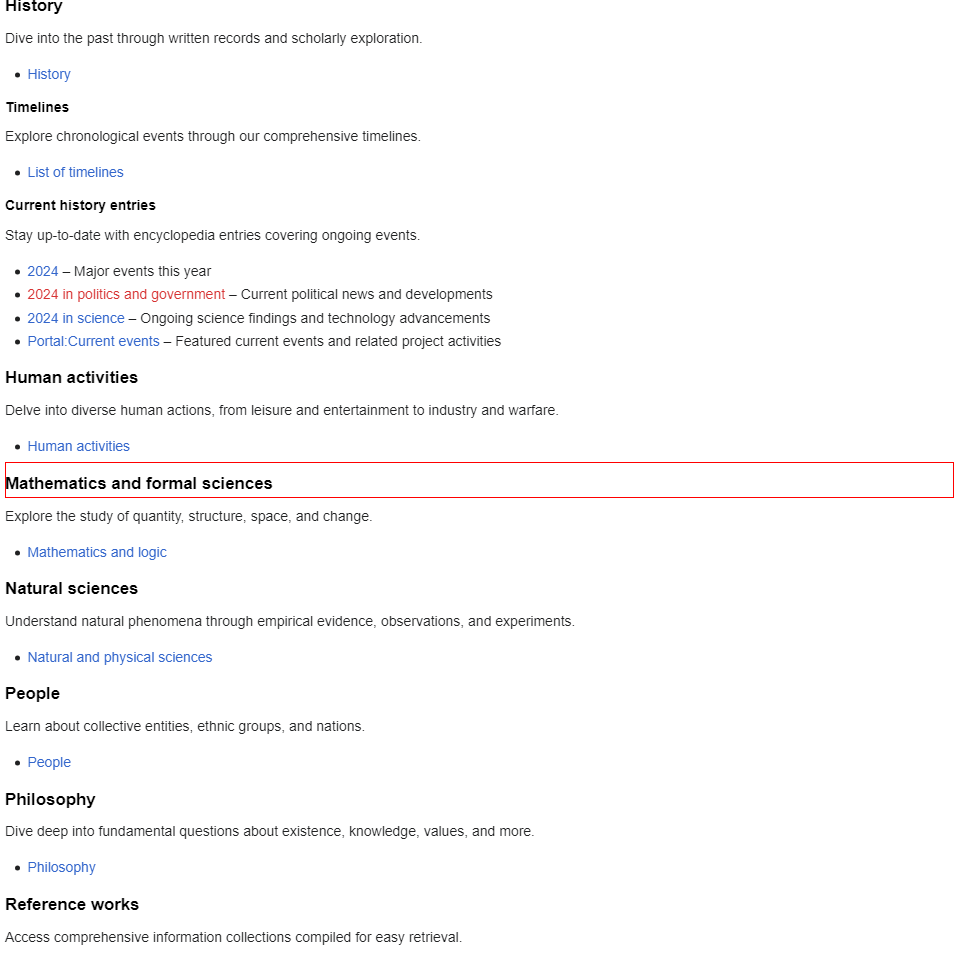 History
Dive into the past through written records and scholarly exploration.
• History
Timelines
Explore chronological events through our comprehensive timelines.
• List of timelines
Current history entries
Stay up-to-date with encyclopedia entries covering ongoing events.
• 2024 – Major events this year
• 2024 in politics and government – Current political news and developments
• 2024 in science – Ongoing science findings and technology advancements
• Portal:Current events – Featured current events and related project activities
Human activities
Delve into diverse human actions, from leisure and entertainment to industry and warfare.
• Human activities
Mathematics and formal sciences
Explore the study of quantity, structure, space, and change.
• Mathematics and logic
Natural sciences
Understand natural phenomena through empirical evidence, observations, and experiments.
• Natural and physical sciences
People
Learn about collective entities, ethnic groups, and nations.
• People
Philosophy
Dive deep into fundamental questions about existence, knowledge, values, and more.
• Philosophy
Reference works
Access comprehensive information collections compiled for easy retrieval.